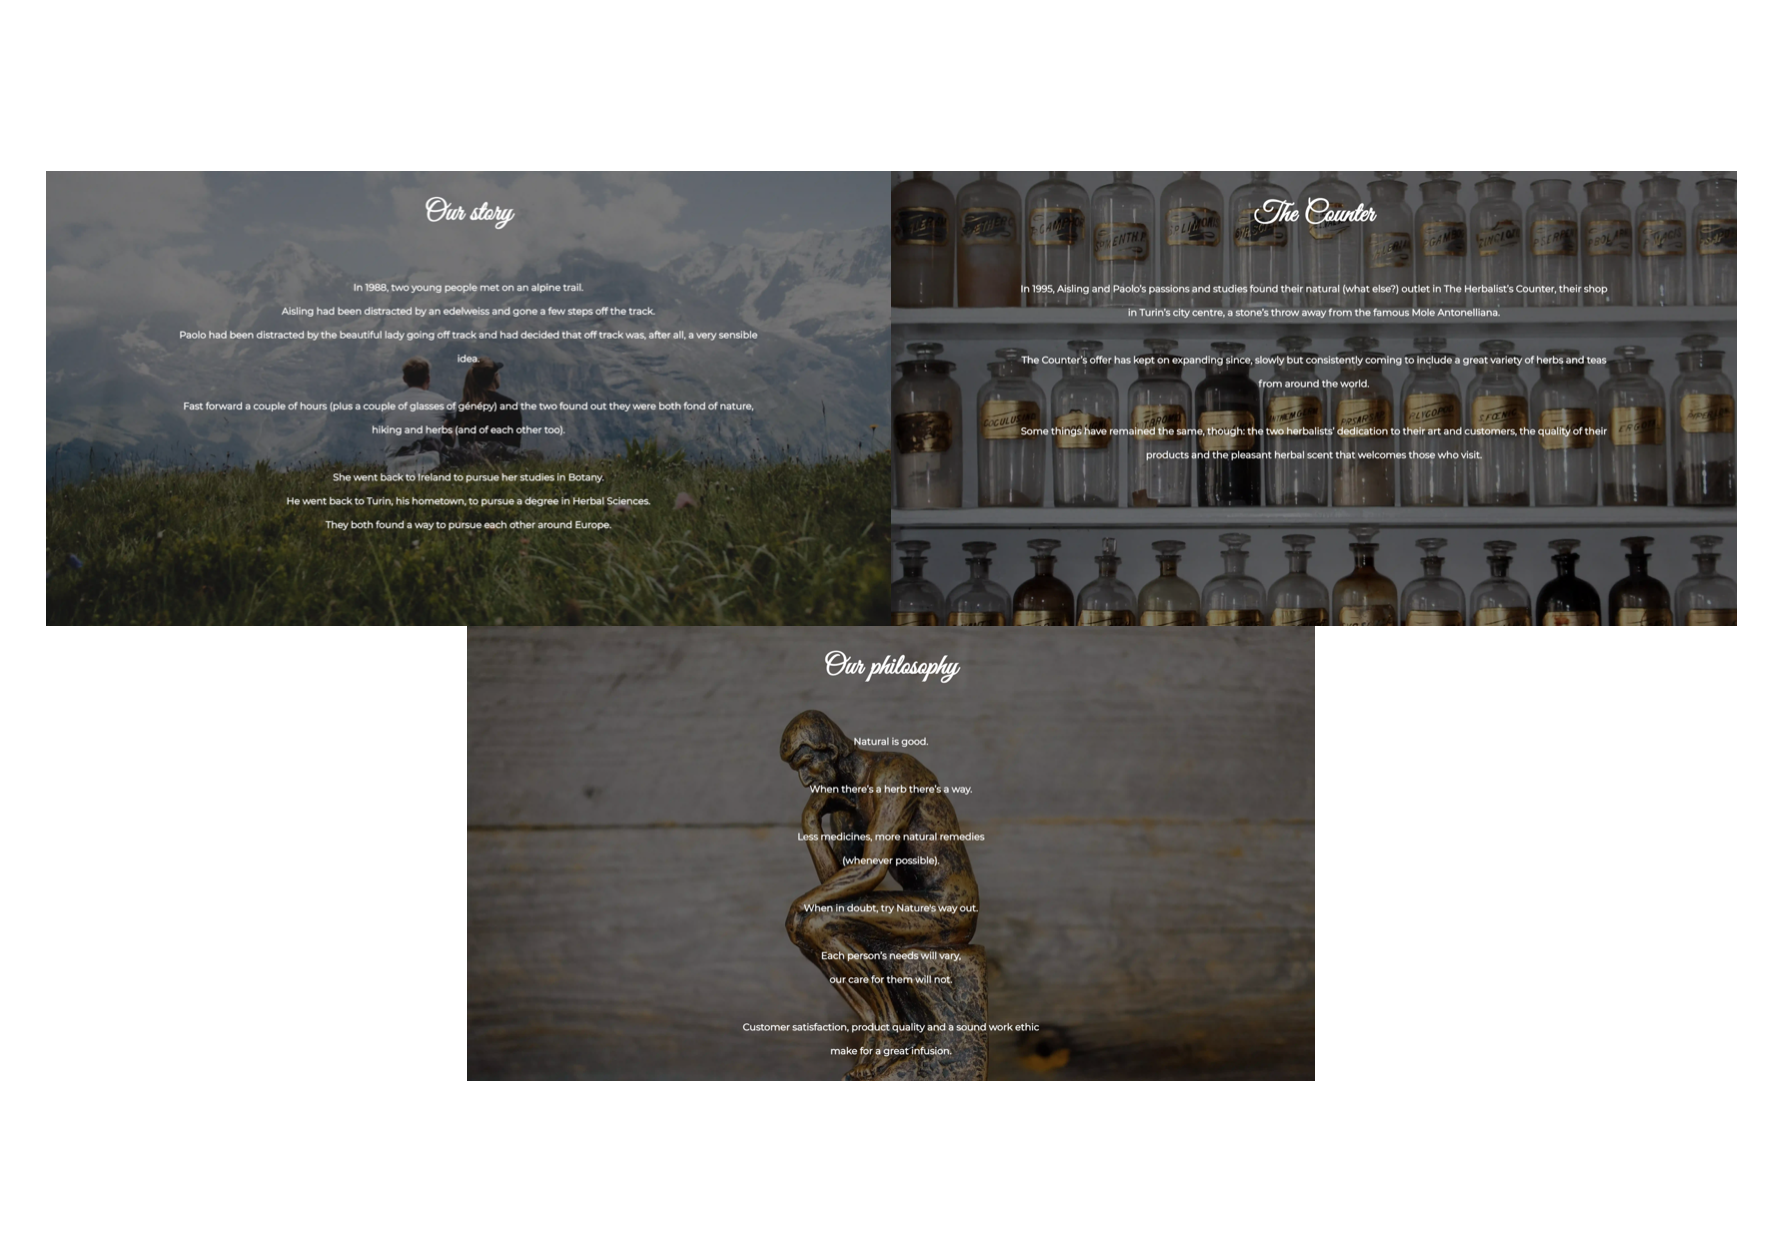 Our story
In 1988, two young people met on an alpine trail.
Aisling had been distracted by an edelweiss and gone a few steps off the track.
Paolo had been distracted by the beautiful lady going off track and had decided that off track was, after all, a very sensible
idea.
Fast forward a couple of hours (plus a couple of glasses of génépy) and the two found out they were both fond of nature,
hiking and herbs (and of each other too).
She went back to Ireland to pursue her studies in Botany.
He went back to Turin, his hometown, to pursue a degree in Herbal Sciences.
They both found a way to pursue each other around Europe.
The Counter
In 1995, Aisling and Paolo's passions and studies found their natural (what else?) outlet in The Herbalist's Counter, their shop
in Turin's city centre, a stone's throw away from the famous Mole Antonelliana.
The Counter's offer has kept on expanding since, slowly but consistently coming to include a great variety of herbs and teas
from around the world.
Some things have remained the same, though: the two herbalists' dedication to their art and customers, the quality of their
products and the pleasant herbal scent that welcomes those who visit.
Our philosophy
Natural is good.
When there's a herb there's a way.
Less medicines, more natural remedies
(whenever possible).
When in doubt, try Nature's way out.
Each person's needs will vary,
our care for them will not.
Customer satisfaction, product quality and a sound work ethic
make for a great infusion.